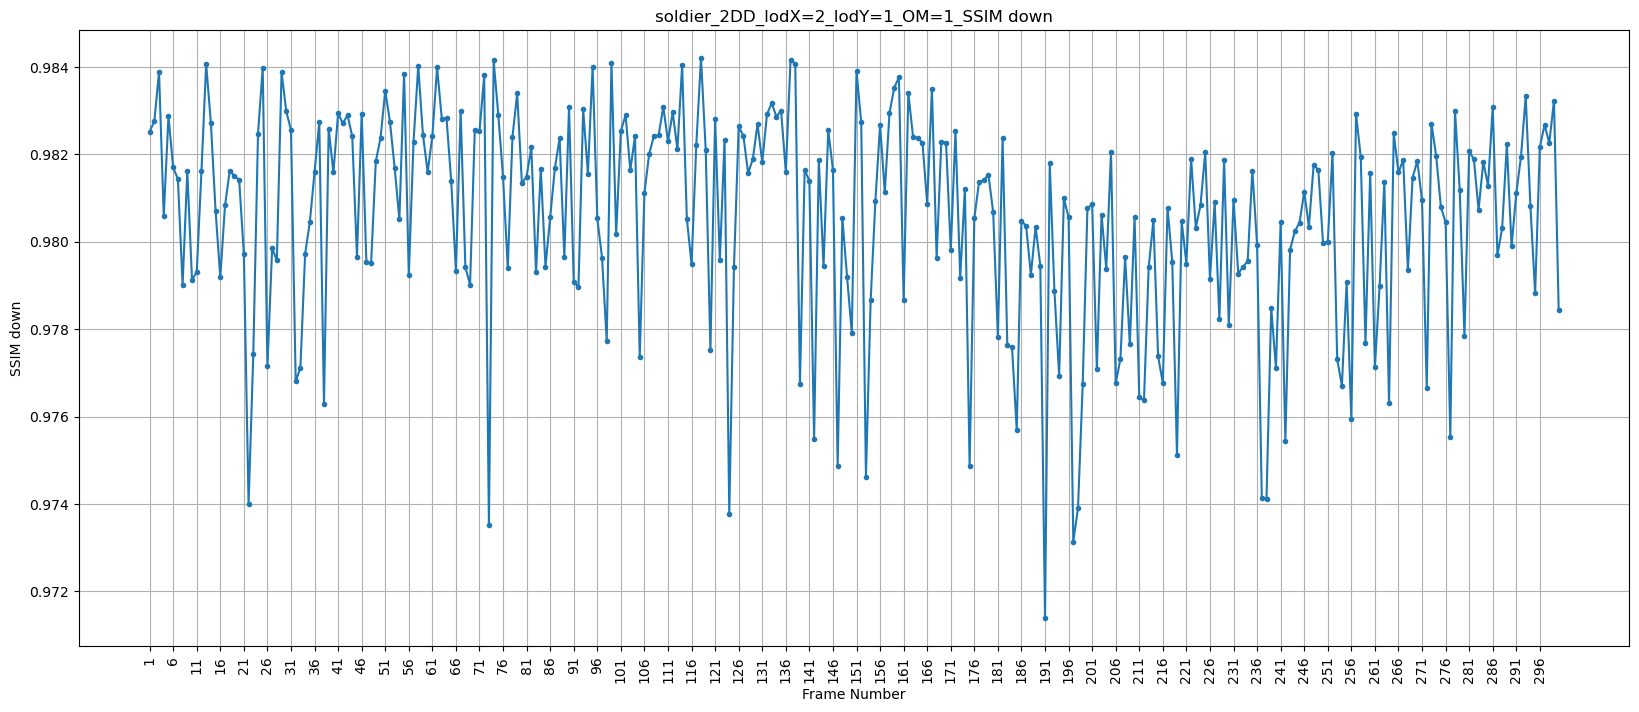 soldier_2DD_lodX=2_lodY=1_OM=1_SSIM down
SSIM down
0.984
0.982
0.980
0.978
0.976
0.974
0.972
1 6 11 16 21 26 31 36 41 46 51 56 61 66 71 76 81 86 91 96 101 106 111 116 121 126 131 136 141 146 151 156 161 166 171 176 181 186 191 196 201 206 211 216 221 226 231 236 241 246 251 256 261 266 271 276 281 286 291 296
Frame Number